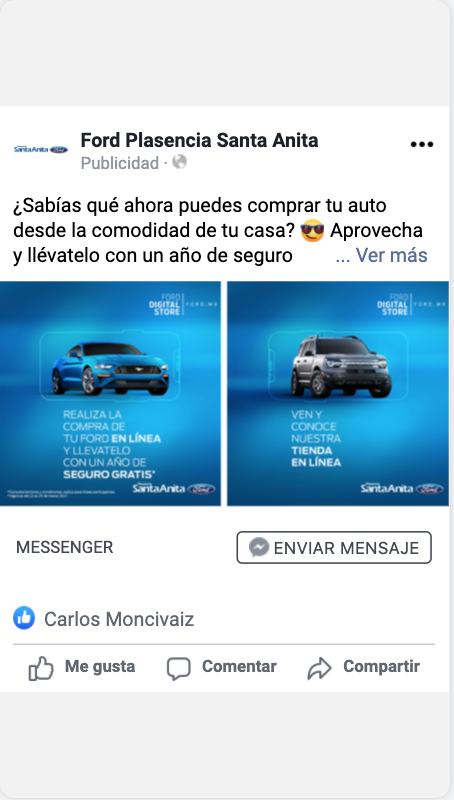 SantaAnita Ford
Ford Plasencia Santa Anita
Publicidad ·
¿Sabías qué ahora puedes comprar tu auto
desde la comodidad de tu casa? 😎 Aprovecha
y llévatelo con un año de seguro ... Ver más
FORD
DIGITAL
STORE
FORD.MX
REALIZA LA
COMPRA DE
TU FORD EN LÍNEA
Y LLEVATELO
CON UN AÑO DE
SEGURO GRATIS*
SantaAnita Ford
FORD
DIGITAL
STORE
FORD.MX
VEN Y
CONOCE
NUESTRA
TIENDA
EN LÍNEA
SantaAnita Ford
MESSENGER
ENVIAR MENSAJE
Carlos Moncivaiz
Me gusta
Comentar
Compartir